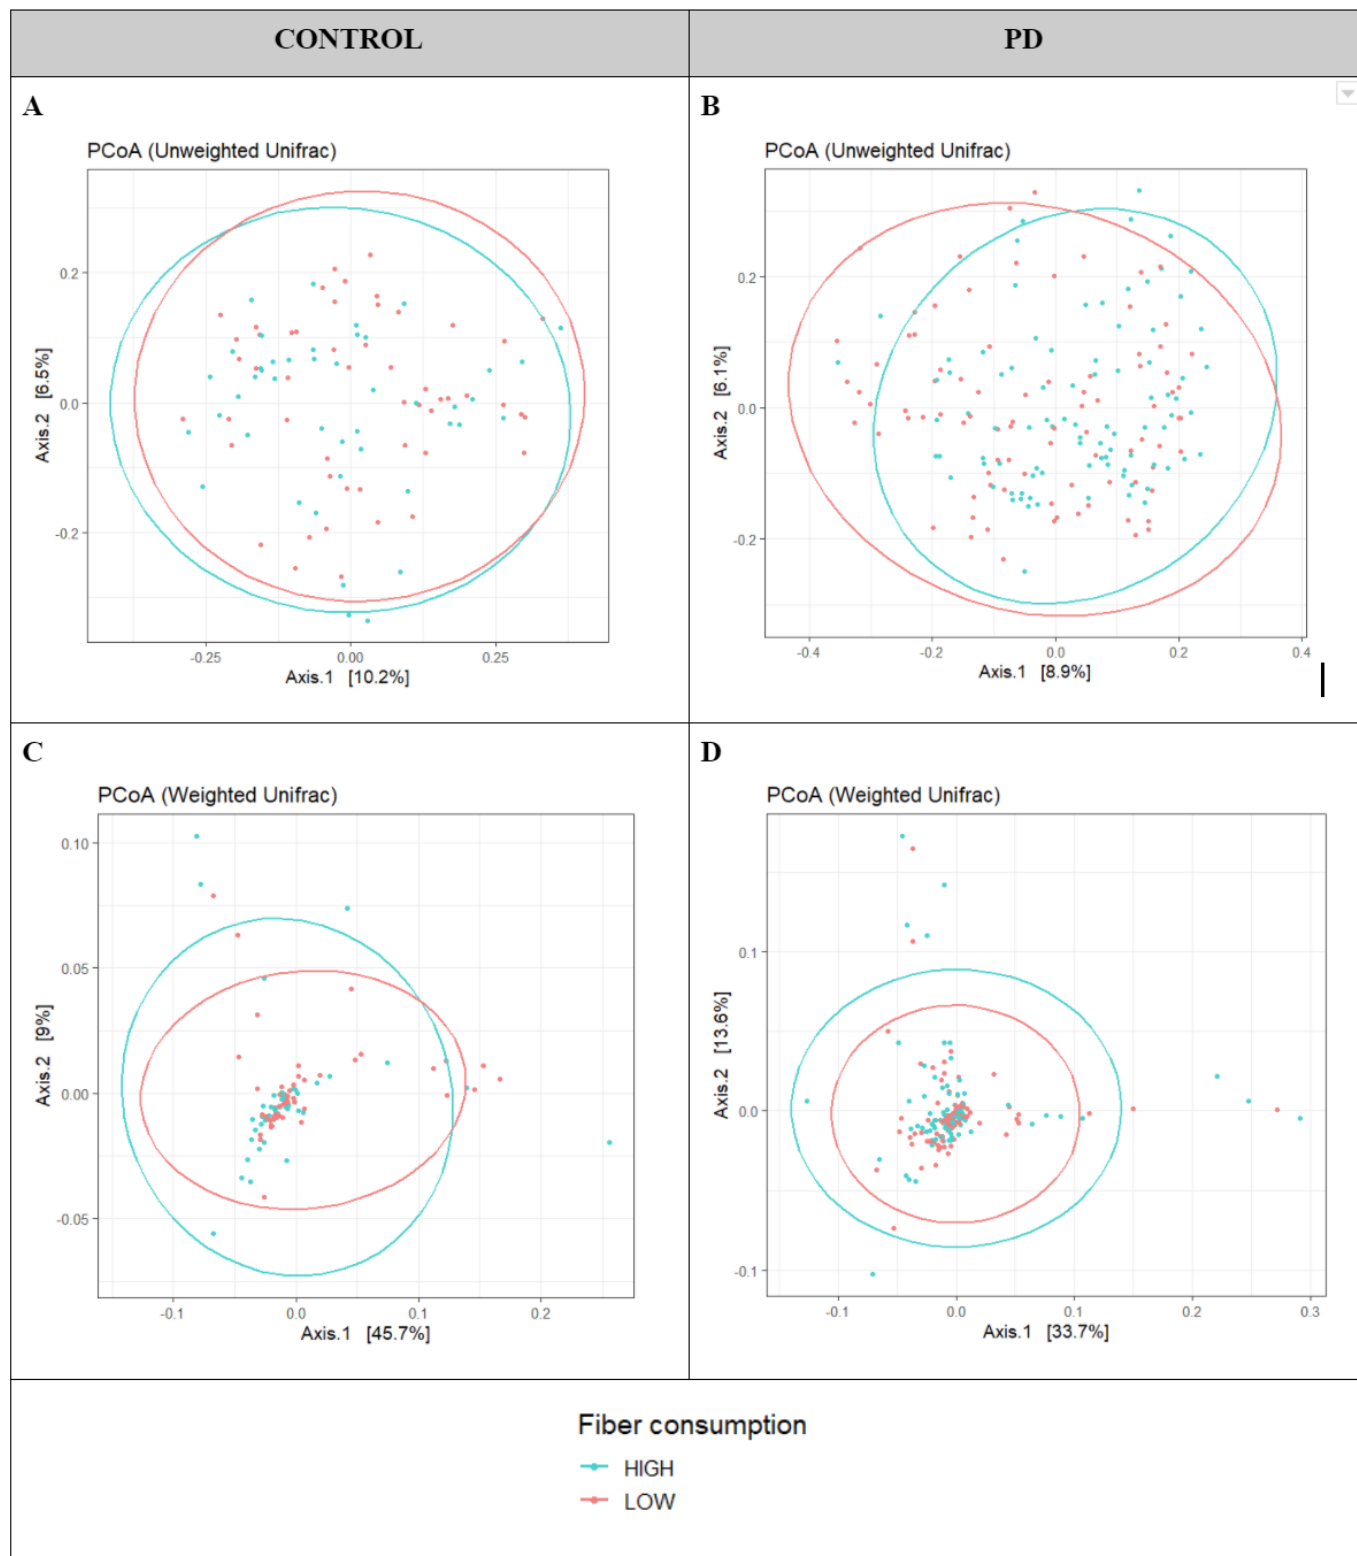 CONTROL
PD
A
PCoA (Unweighted Unifrac)
0.2
0.0
-0.2
Axis.2 [6.5%]
-0.25
0.00
0.25
Axis.1 [10.2%]
B
PCoA (Unweighted Unifrac)
0.2
0.0
-0.2
Axis.2 [6.1%]
-0.4
-0.2
0.0
0.2
0.4
Axis.1 [8.9%]
C
PCoA (Weighted Unifrac)
0.10
0.05
0.00
-0.05
Axis.2 [9%]
-0.1
0.0
0.1
0.2
Axis.1 [45.7%]
D
PCoA (Weighted Unifrac)
0.1
0.0
-0.1
Axis.2 [13.6%]
-0.1
0.0
0.1
0.2
0.3
Axis.1 [33.7%]
Fiber consumption
HIGH
LOW